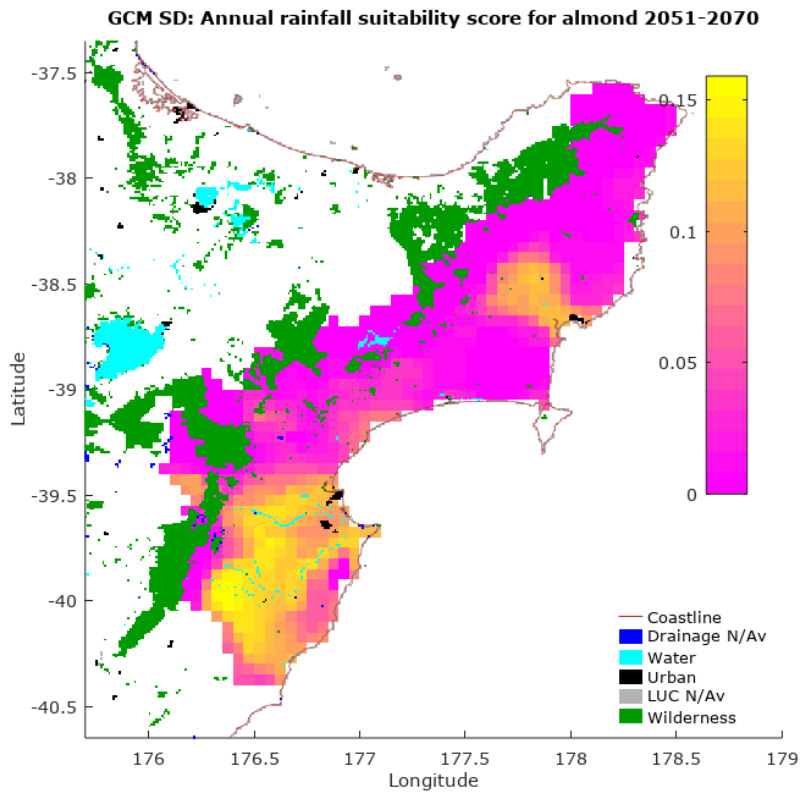 GCM SD: Annual rainfall suitability score for almond 2051-2070
-37.5
-38
-38.5
-39
-39.5
-40
-40.5
Latitude
176
176.5
177
177.5
178
178.5
179
Longitude
0.15
0.1
0.05
0
Coastline
Drainage N/Av
Water
Urban
LUC N/Av
Wilderness